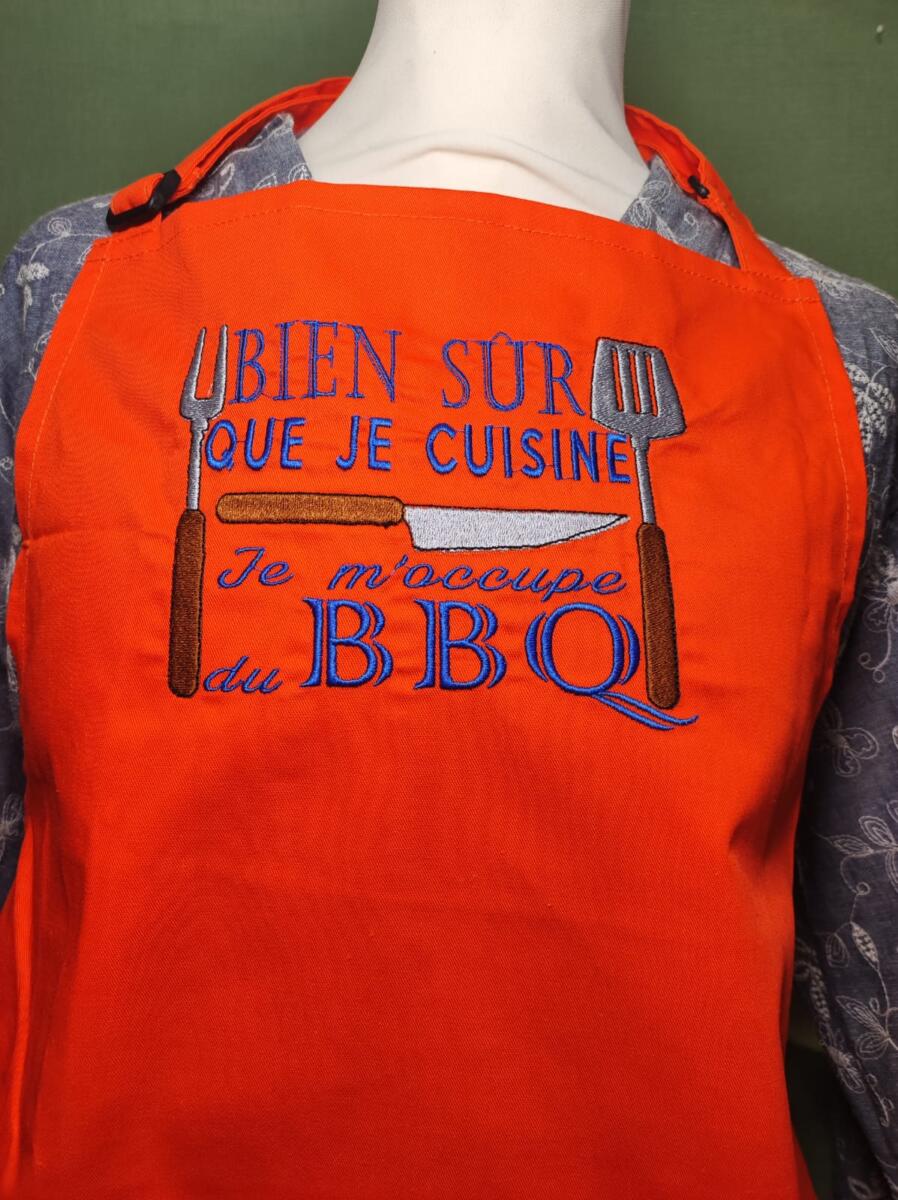 BIEN SÛR
QUE JE CUISINE
Je m'occupe
du BBQ